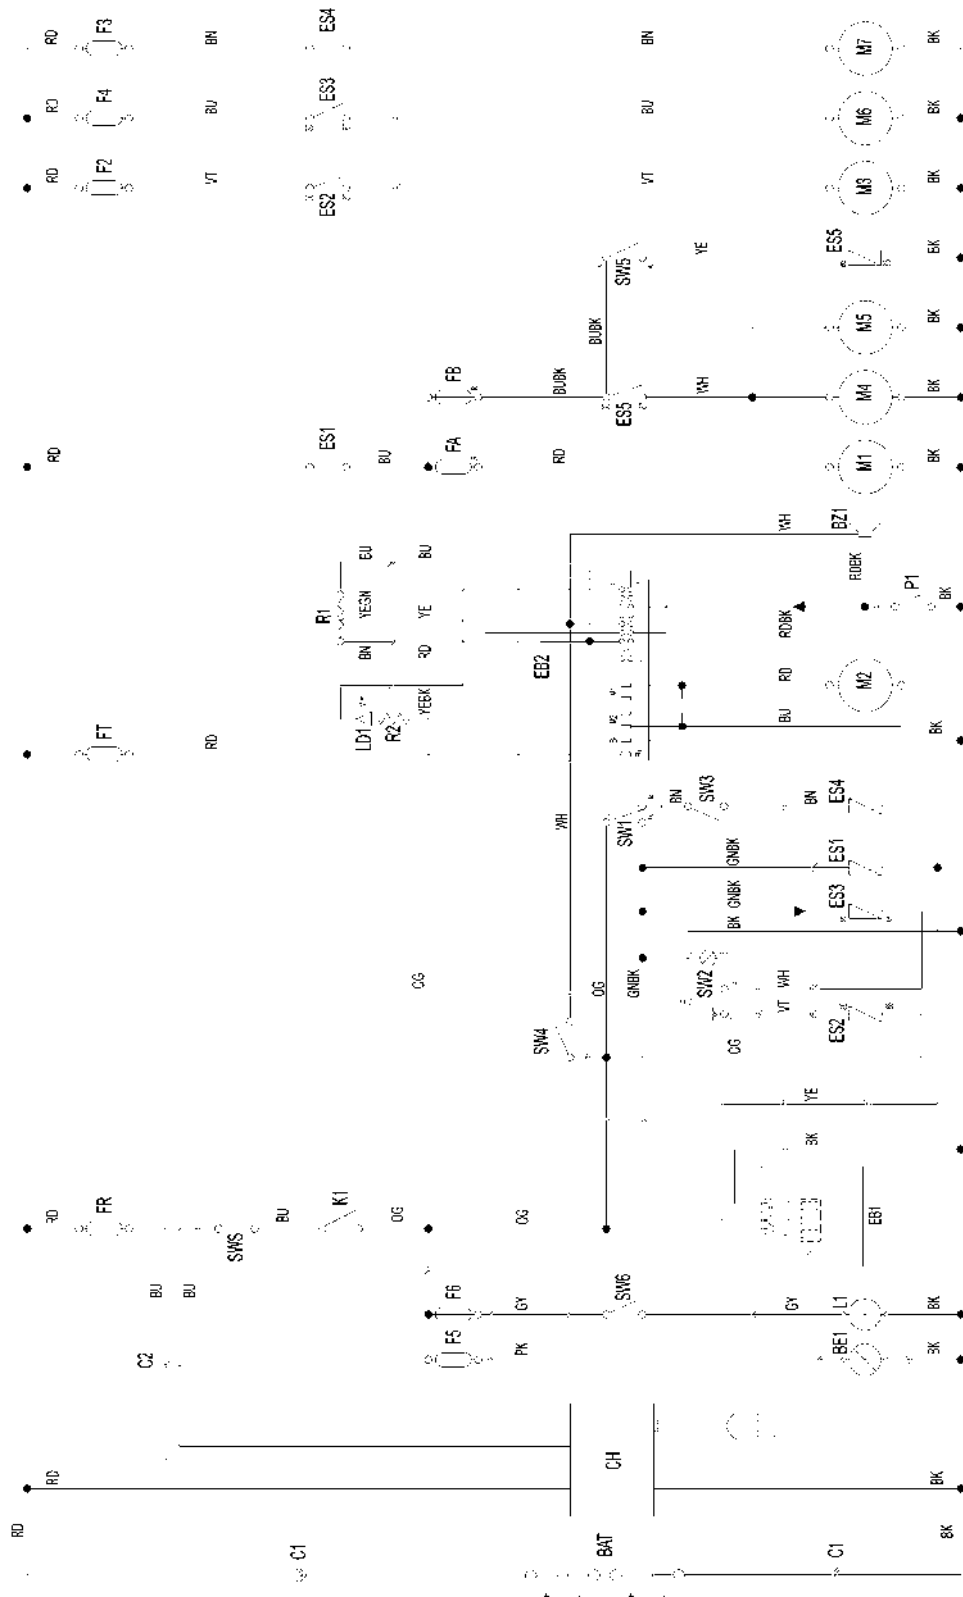 RD F3 BN ES4 BN M7 BK
RD F4 BU ES3 BU M6 BK
RD F2 VT ES2 VT M3 BK
SW5 YE ES5 BK
BUBK M5 BK
FB BUBK ES5 WH M4 BK
RD ES1 BU FA RD M1 BK
WH BZ1
BU BU RDBK
R1 YEGN YE RDBK P1 BK
BN RD EB2 RD M2
LD1 R2 YEBK BU
FT RD BK
WH SW1 BN SW3 BN ES4
GNBK ES1
GNBK ES3
BK
OG OG GNBK SW2 WH
VT ES2
SW4 OG
YE
BK
RD FR SWS BU K1 OG OG EB1
BU BU
F6 GY SW6 GY L1 BK
C2 F5 PK BE1 BK
RD CH BK
RD BK
C1 BAT C1